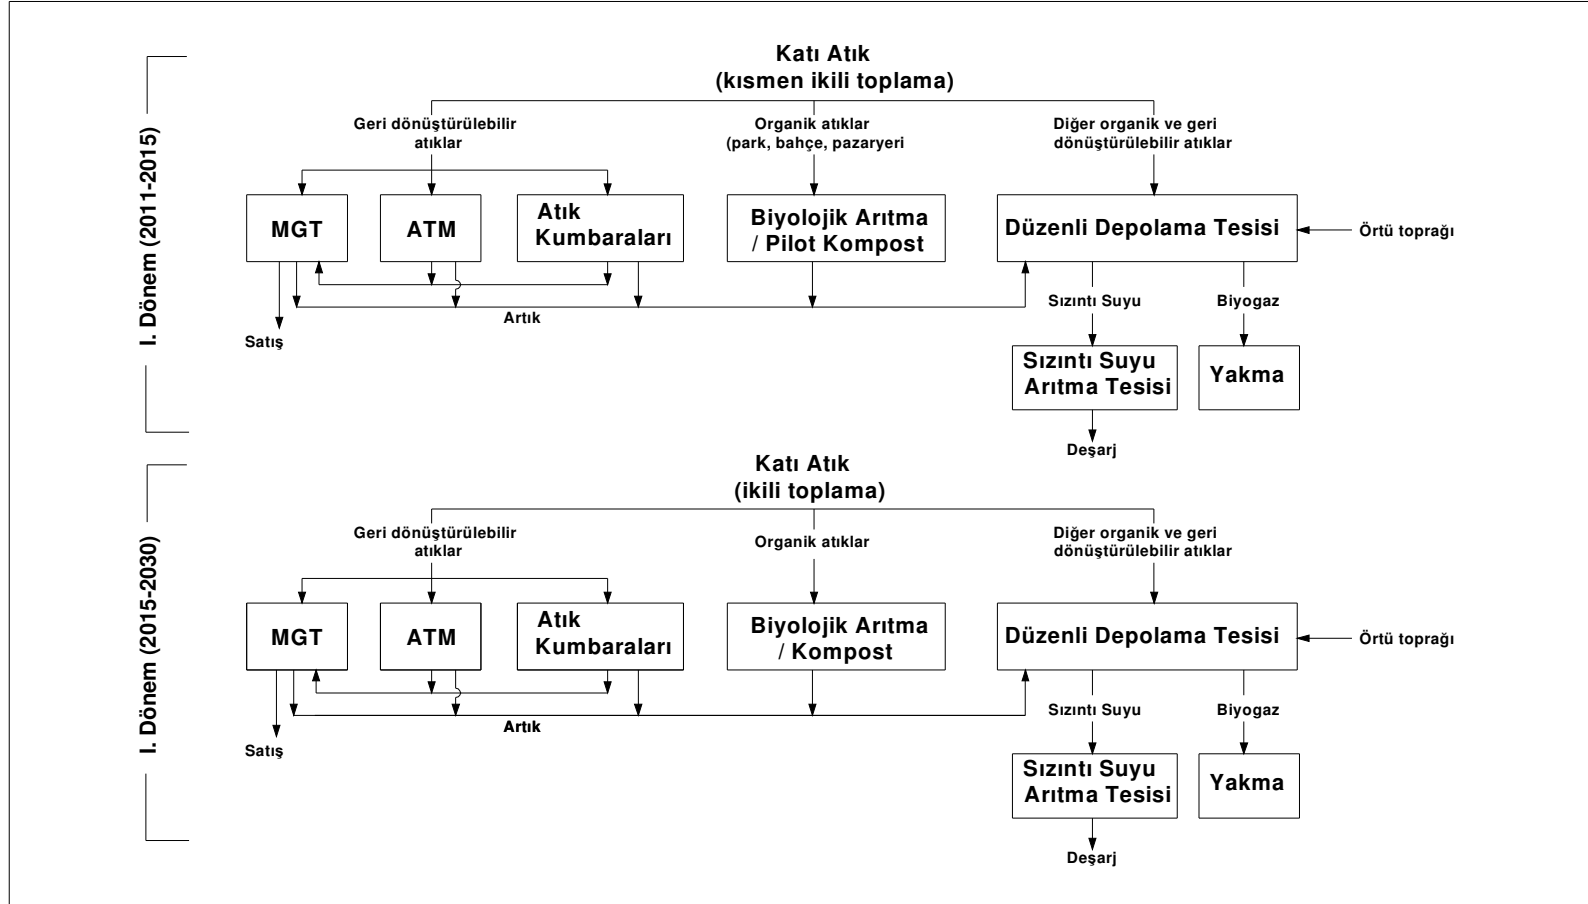 I. Dönem (2011-2015)
Katı Atık
(kısmen ikili toplama)
Geri dönüştürülebilir
atıklar
Organik atıklar
(park, bahçe, pazaryeri
Diğer organik ve geri
dönüştürülebilir atıklar
MGT
ATM
Atık
Kumbaraları
Biyolojik Arıtma
/ Pilot Kompost
Düzenli Depolama Tesisi
Örtü toprağı
Artık
Satış
Sızıntı Suyu
Biyogaz
Sızıntı Suyu
Arıtma Tesisi
Yakma
Deşarj
I. Dönem (2015-2030)
Katı Atık
(ikili toplama)
Geri dönüştürülebilir
atıklar
Organik atıklar
Diğer organik ve geri
dönüştürülebilir atıklar
MGT
ATM
Atık
Kumbaraları
Biyolojik Arıtma
/ Kompost
Düzenli Depolama Tesisi
Örtü toprağı
Artık
Satış
Sızıntı Suyu
Biyogaz
Sızıntı Suyu
Arıtma Tesisi
Yakma
Deşarj